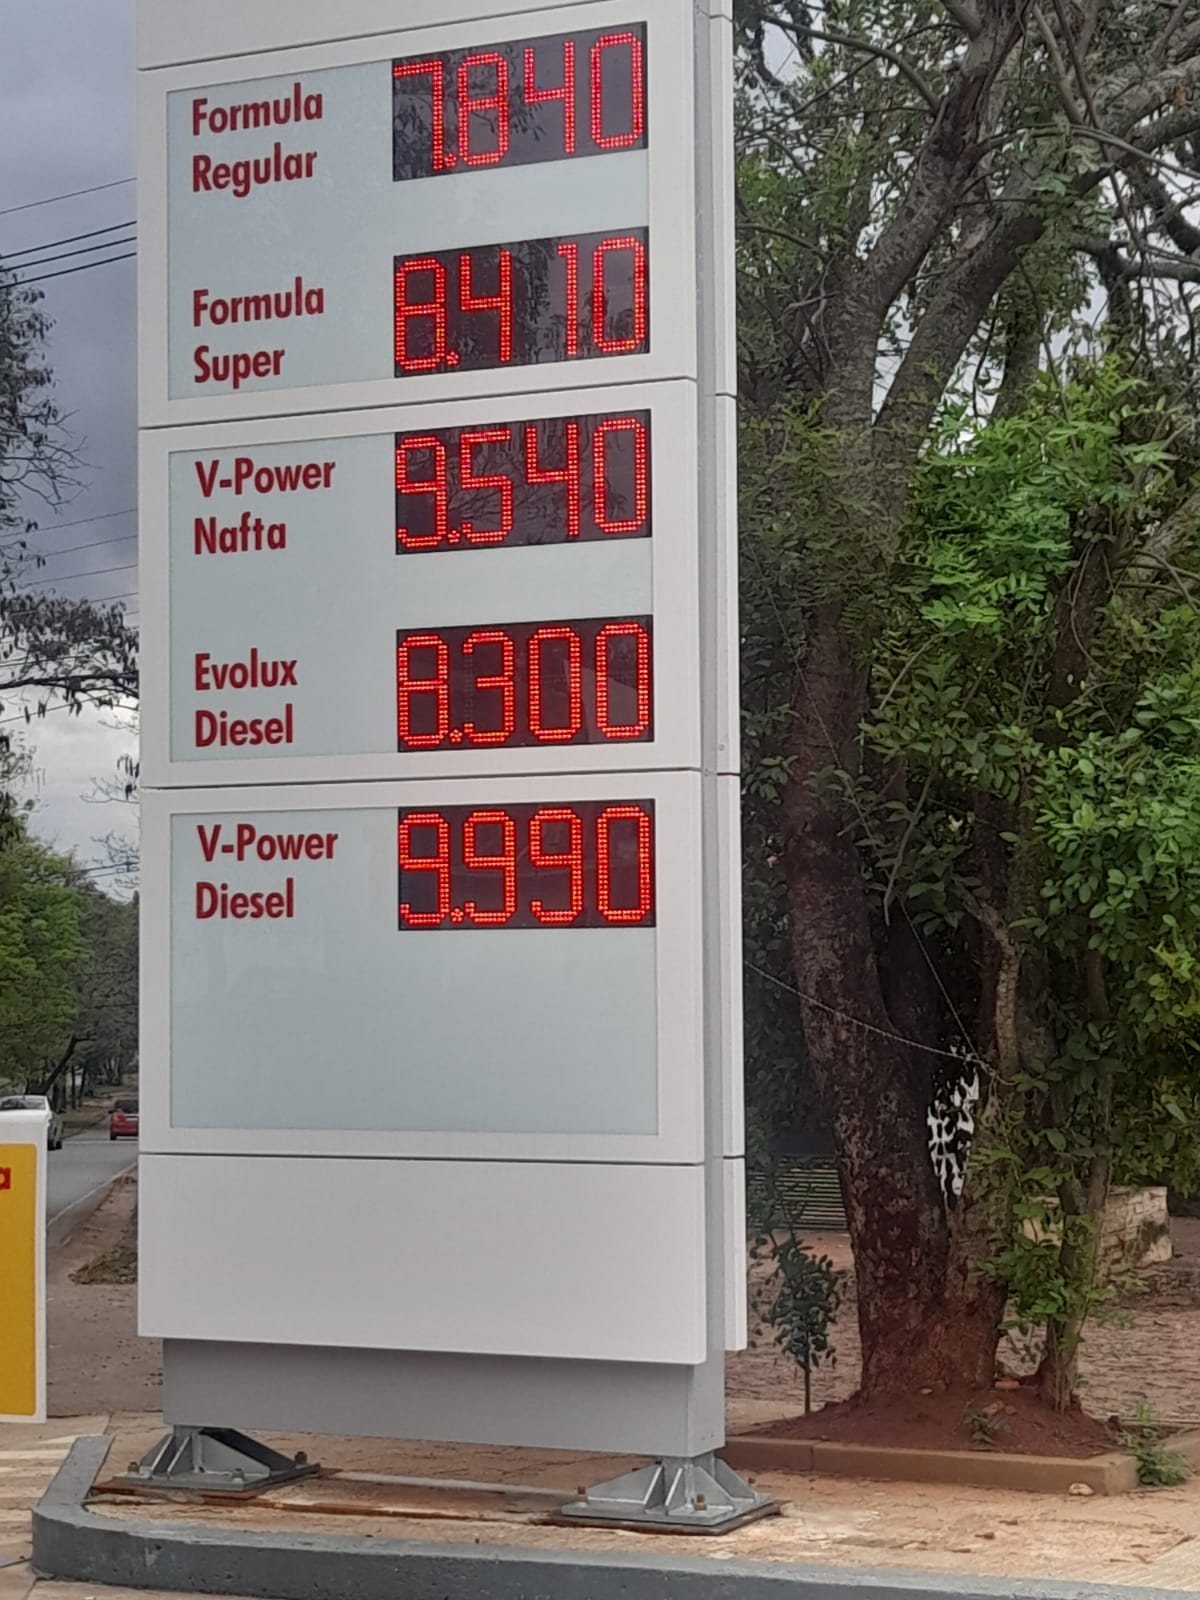 Formula
Regular
7.840
Formula
Super
8.410
V-Power
Nafta
9.540
Evolux
Diesel
8.300
V-Power
Diesel
9.990
a